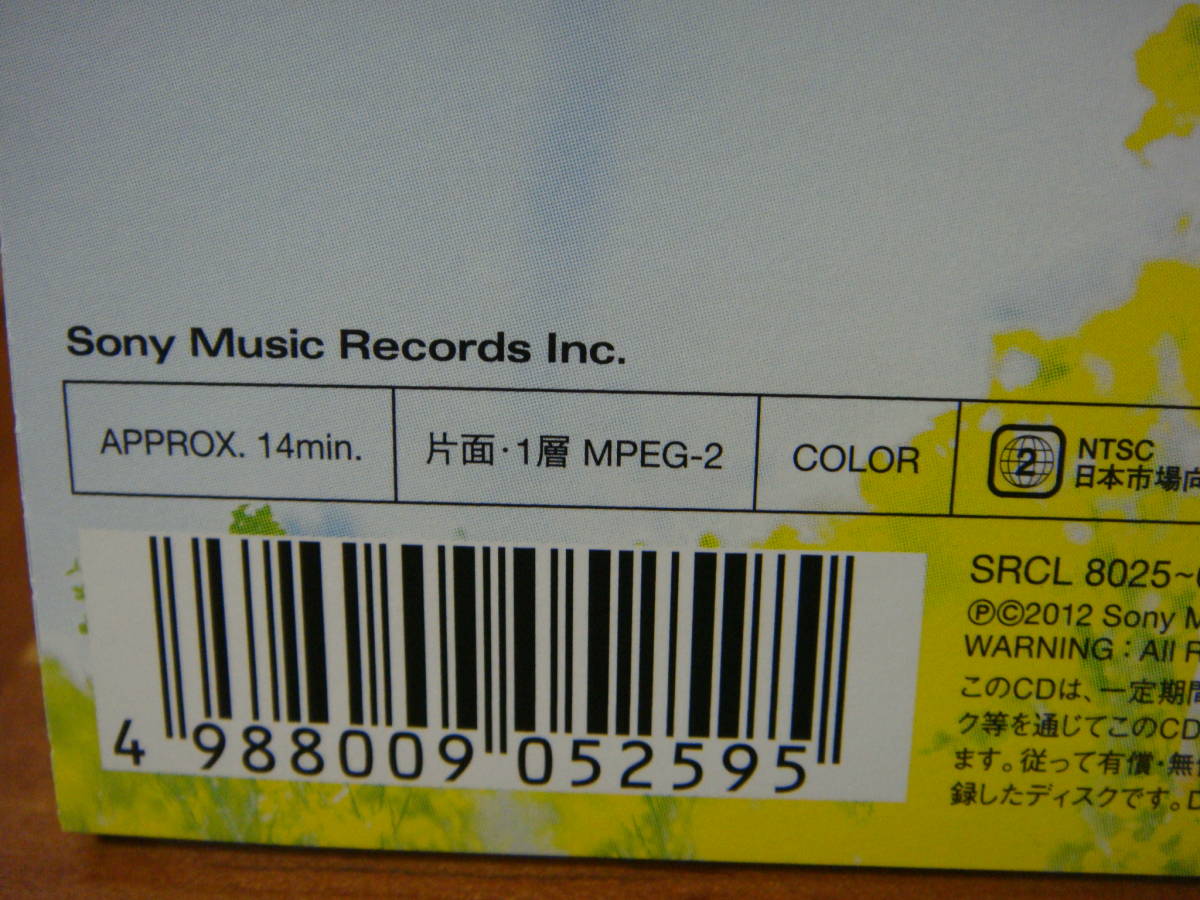 Sony Music Records Inc.
APPROX. 14min.
片面・1層 MPEG-2
COLOR
2
NTSC
日本市場向
SRCL 8025~
℗©2012 Sony M
WARNING : All R
このCDは、一定期間
ク等を通じてこのCD
ます。従って有償・無償
録したディスクです。D
4 988009 052595